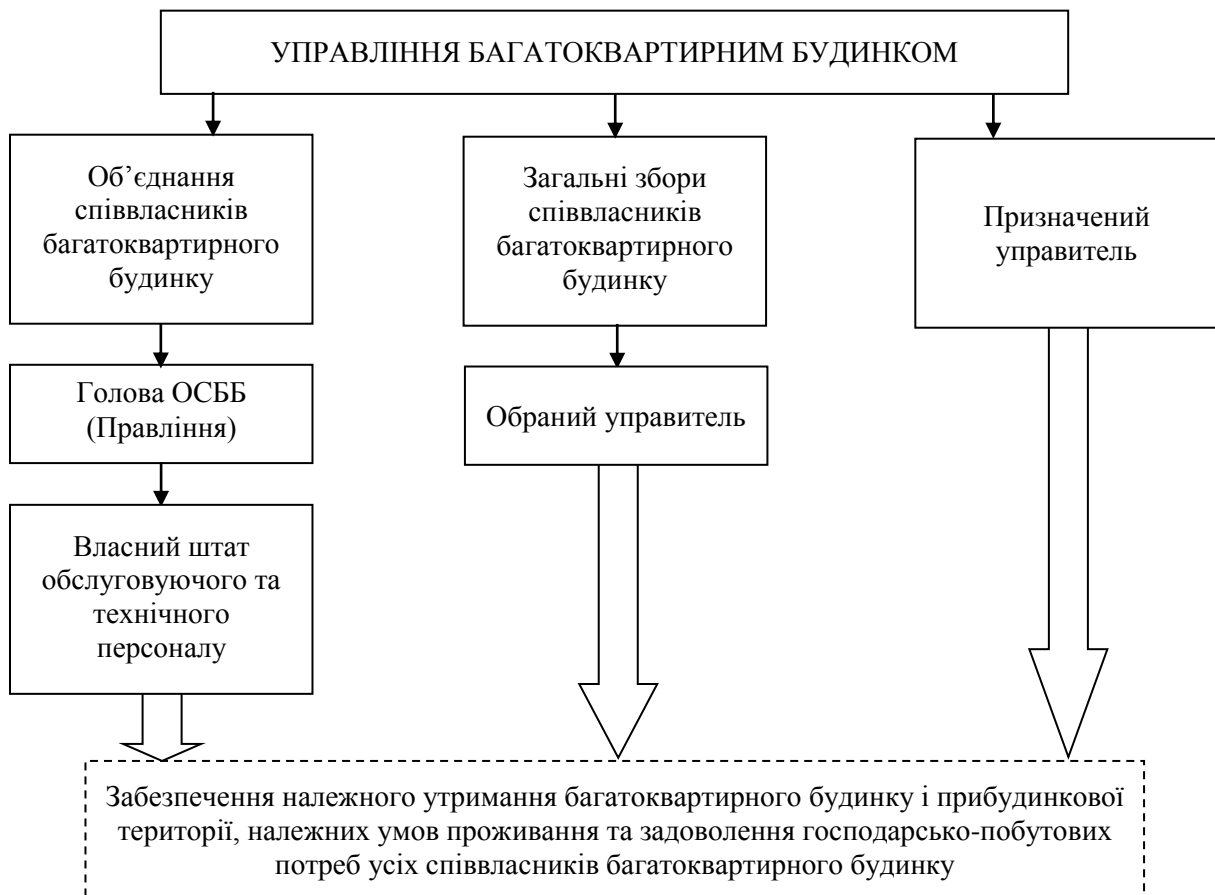 УПРАВЛІННЯ БАГАТОКВАРТИРНИМ БУДИНКОМ
Об’єднання
співвласників
багатоквартирного
будинку
Загальні збори
співвласників
багатоквартирного
будинку
Призначений
управитель
Голова ОСББ
(Правління)
Обраний управитель
Власний штат
обслуговуючого та
технічного
персоналу
Забезпечення належного утримання багатоквартирного будинку і прибудинкової
території, належних умов проживання та задоволення господарсько-побутових
потреб усіх співвласників багатоквартирного будинку